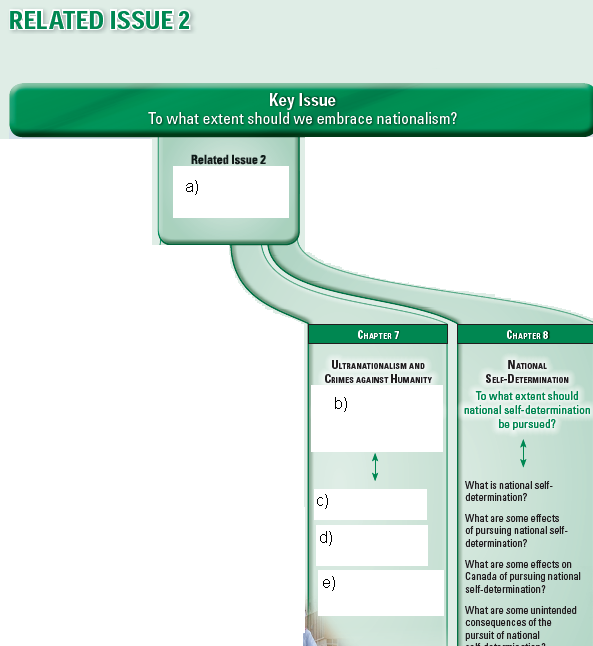 RELATED ISSUE 2
Key Issue
To what extent should we embrace nationalism?
Related Issue 2
a)
CHAPTER 7
ULTRANATIONALISM AND
CRIMES AGAINST HUMANITY
b)
c)
d)
e)
CHAPTER 8
NATIONAL
SELF-DETERMINATION
To what extent should
national self-determination
be pursued?
What is national self-
determination?
What are some effects
of pursuing national self-
determination?
What are some effects on
Canada of pursuing national
self-determination?
What are some unintended
consequences of the
pursuit of national
self-determination?